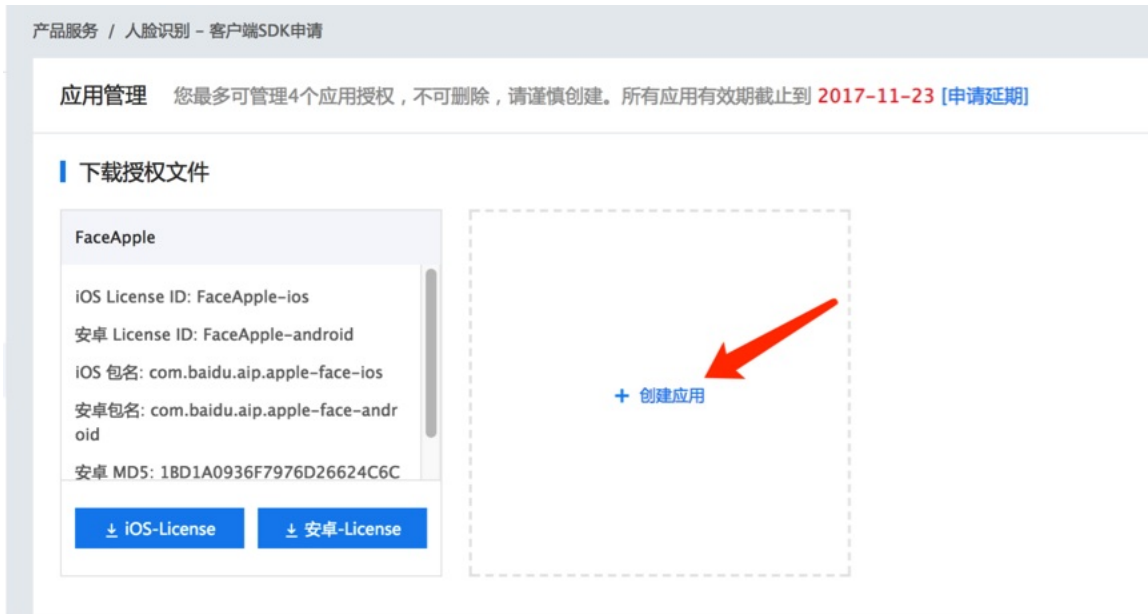 产品服务 / 人脸识别 – 客户端SDK申请
应用管理 您最多可管理4个应用授权，不可删除，请谨慎创建。所有应用有效期截止到 2017-11-23 [申请延期]
下载授权文件
FaceApple
iOS License ID: FaceApple-ios
安卓 License ID: FaceApple-android
iOS 包名: com.baidu.aip.apple-face-ios
安卓包名: com.baidu.aip.apple-face-andr
oid
安卓 MD5: 1BD1A0936F7976D26624C6C
iOS-License
安卓-License
+ 创建应用